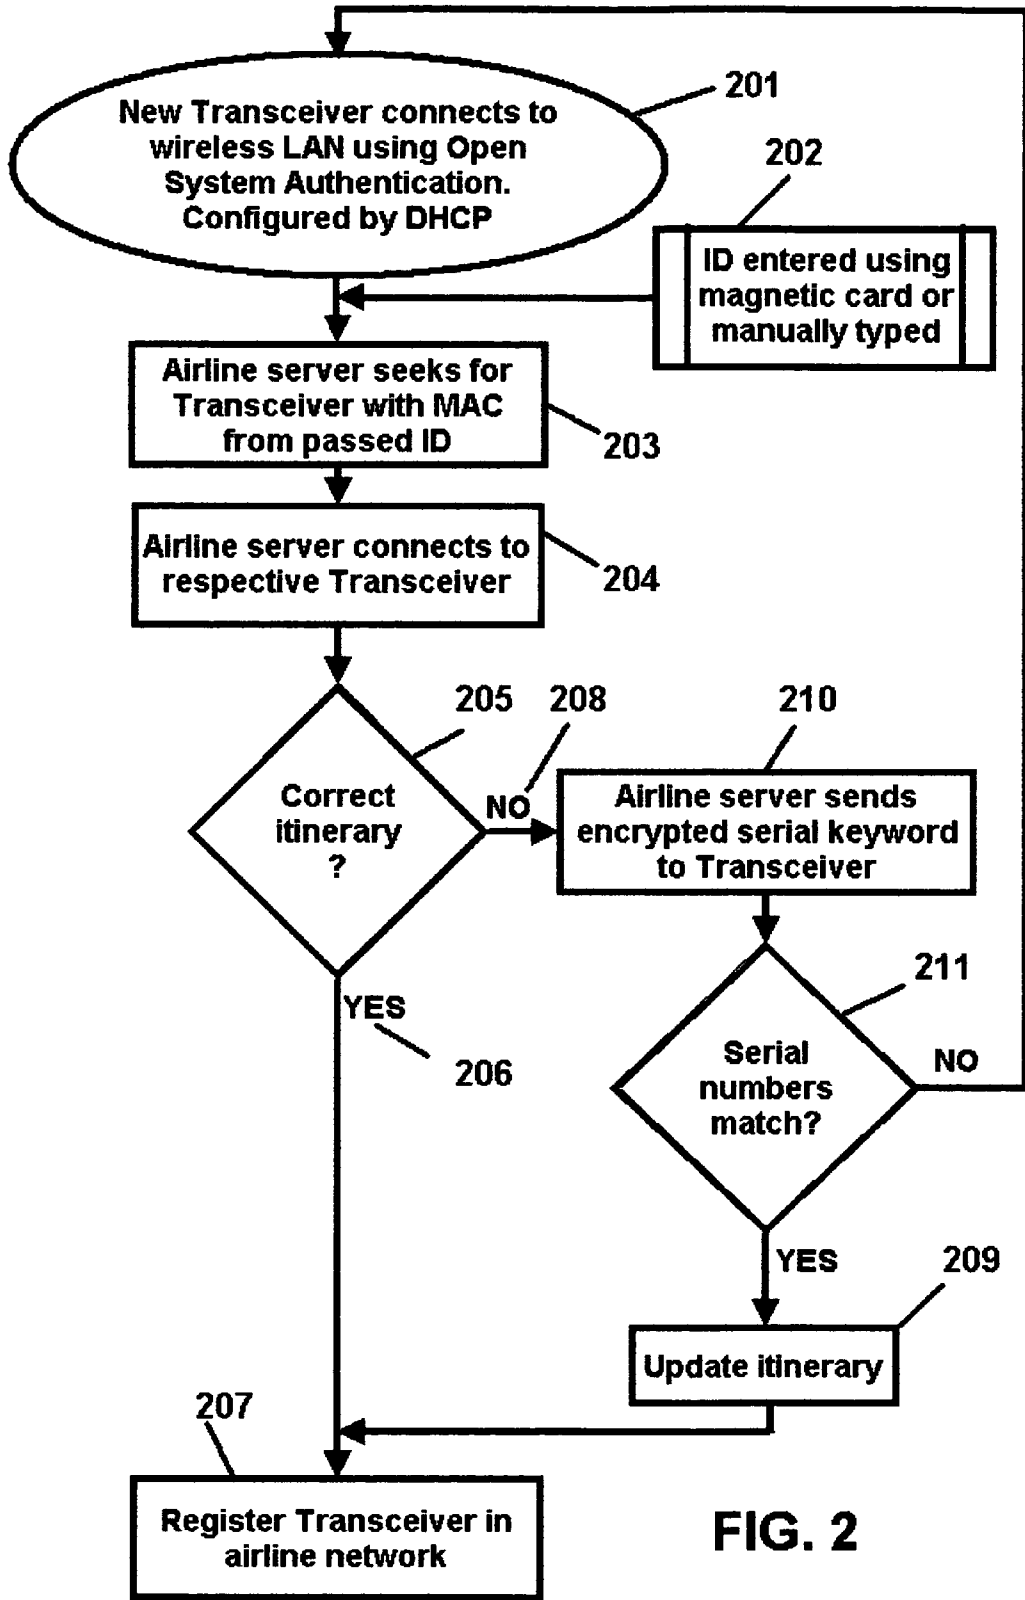 New Transceiver connects to
wireless LAN using Open
System Authentication.
Configured by DHCP
201
202
ID entered using
magnetic card or
manually typed
Airline server seeks for
Transceiver with MAC
from passed ID
203
Airline server connects to
respective Transceiver
204
205
208
210
Correct
itinerary
?
NO
Airline server sends
encrypted serial keyword
to Transceiver
211
YES
206
Serial
numbers
match?
NO
YES
209
Update itinerary
207
Register Transceiver in
airline network
FIG. 2